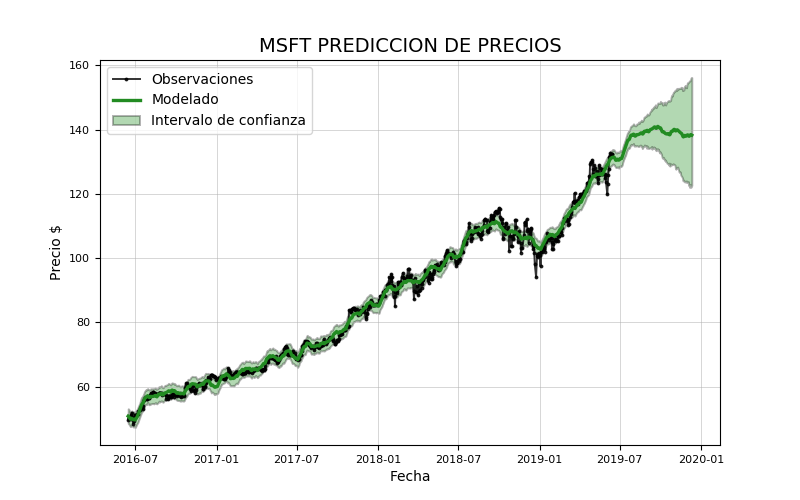 MSFT PREDICCION DE PRECIOS
Observaciones
Modelado
Intervalo de confianza
Precio $
160
140
120
100
80
60
2016-07 2017-01 2017-07 2018-01 2018-07 2019-01 2019-07 2020-01
Fecha